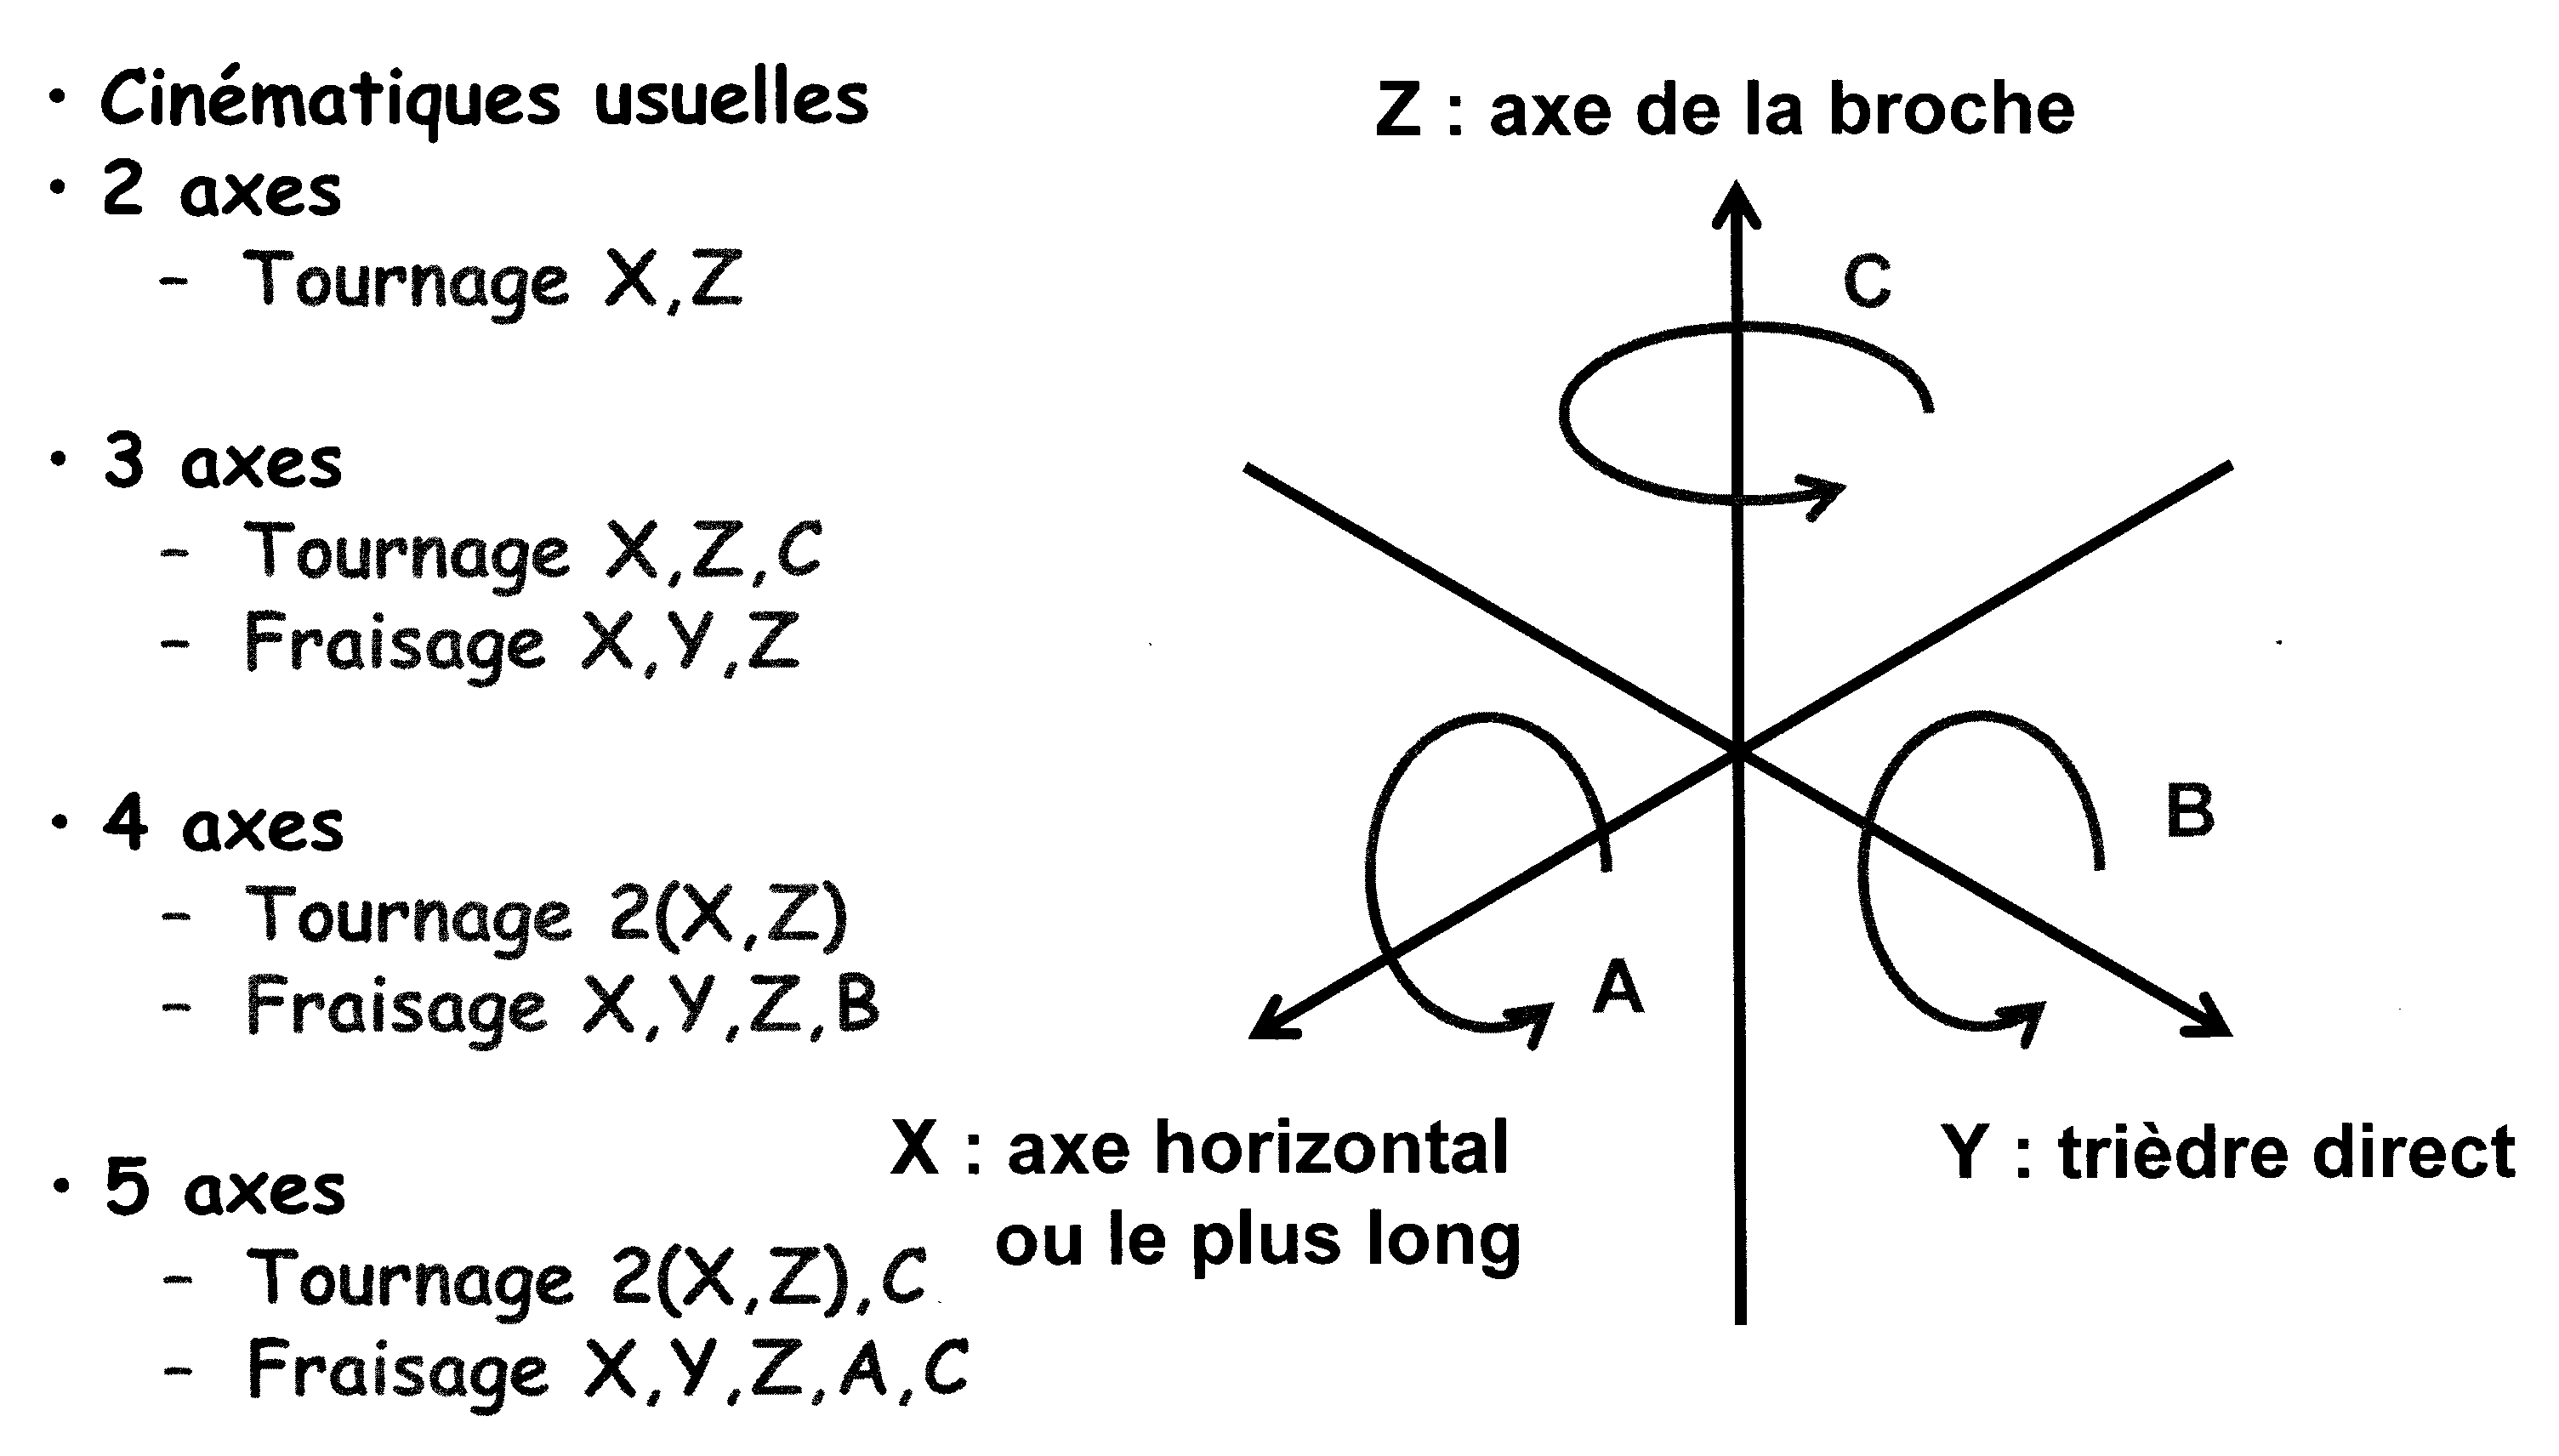 • Cinématiques usuelles
• 2 axes
– Tournage X,Z
• 3 axes
– Tournage X,Z,C
– Fraisage X,Y,Z
• 4 axes
– Tournage 2(X,Z)
– Fraisage X,Y,Z,B
• 5 axes
– Tournage 2(X,Z),C
– Fraisage X,Y,Z,A,C
Z : axe de la broche
C
B
A
X : axe horizontal
ou le plus long
Y : trièdre direct